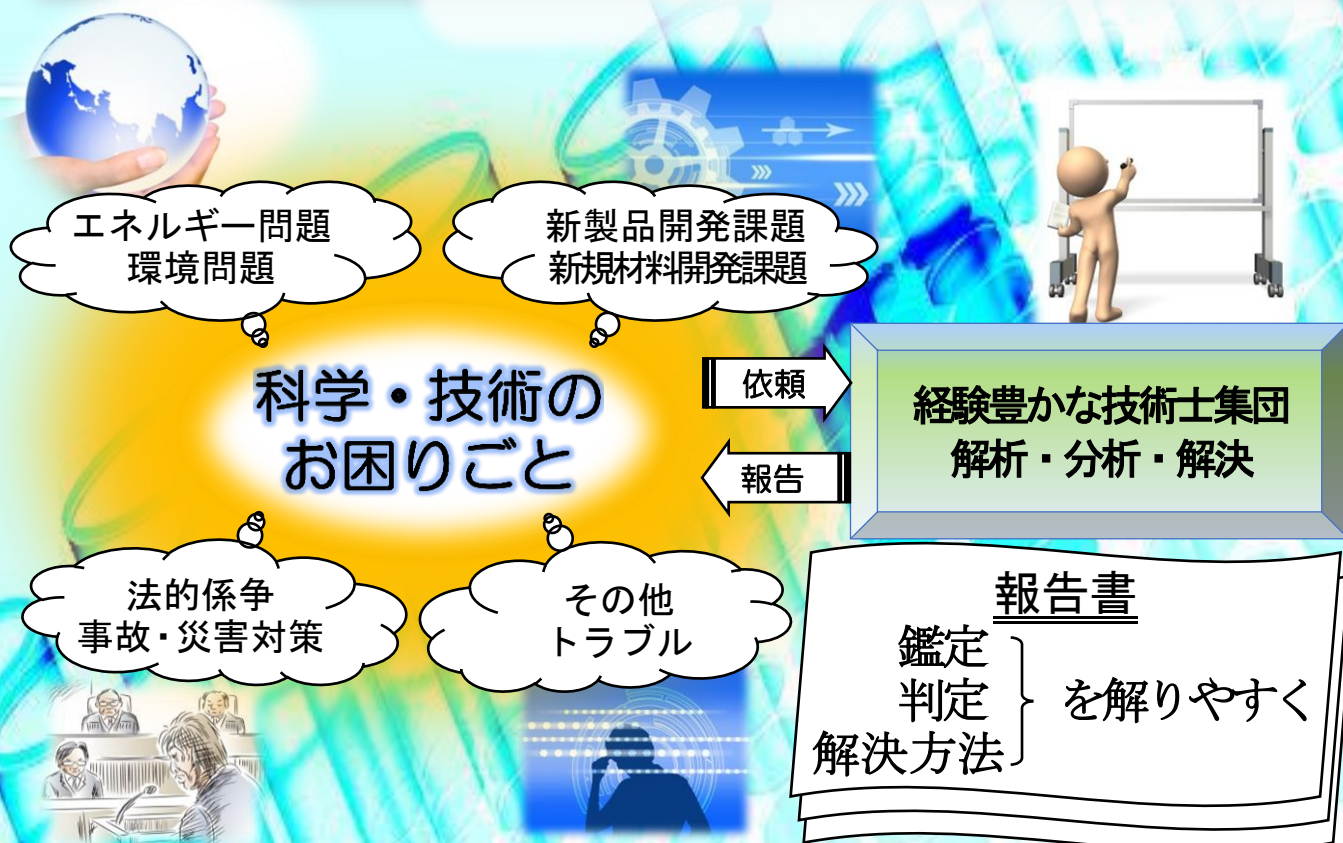 エネルギー問題
環境問題
新製品開発課題
新規材料開発課題
科学・技術の
お困りごと
依頼
報告
経験豊かな技術士集団
解析・分析・解決
法的係争
事故・災害対策
その他
トラブル
報告書
鑑定
判定
解決方法
を解りやすく